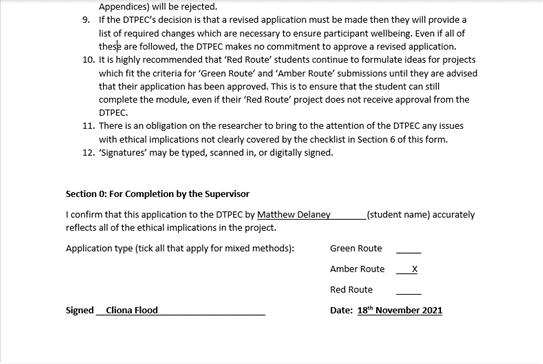 Appendices) will be rejected.
9. If the DTPEC's decision is that a revised application must be made then they will provide a
list of required changes which are necessary to ensure participant wellbeing. Even if all of
these are followed, the DTPEC makes no commitment to approve a revised application.
10. It is highly recommended that 'Red Route' students continue to formulate ideas for projects
which fit the criteria for 'Green Route' and 'Amber Route' submissions until they are advised
that their application has been approved. This is to ensure that the student can still
complete the module, even if their 'Red Route' project does not receive approval from the
DTPEC.
11. There is an obligation on the researcher to bring to the attention of the DTPEC any issues
with ethical implications not clearly covered by the checklist in Section 6 of this form.
12. 'Signatures' may be typed, scanned in, or digitally signed.
Section 0: For Completion by the Supervisor
I confirm that this application to the DTPEC by Matthew Delaney (student name) accurately
reflects all of the ethical implications in the project.
Application type (tick all that apply for mixed methods): Green Route
Amber Route X
Red Route
Signed Cliona Flood Date: 18th November 2021